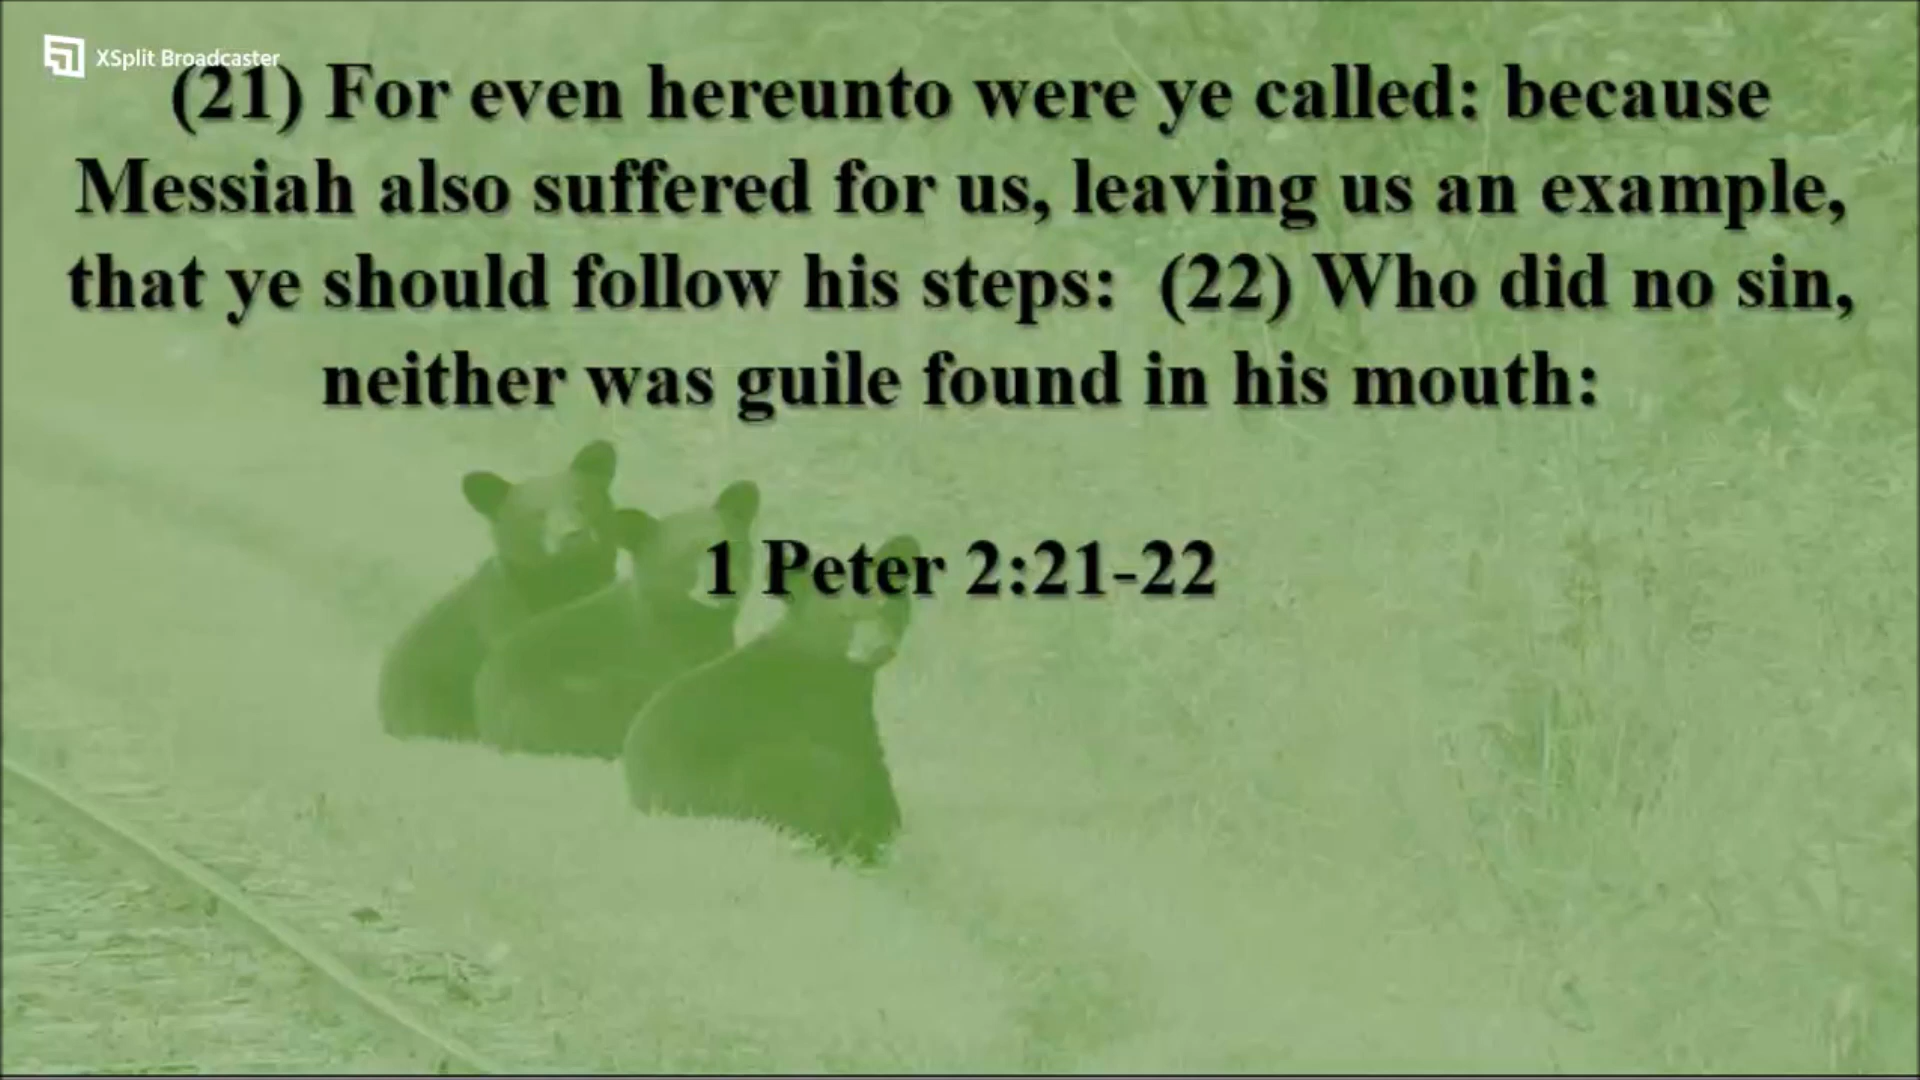 XSplit Broadcaster
(21) For even hereunto were ye called: because
Messiah also suffered for us, leaving us an example,
that ye should follow his steps:  (22) Who did no sin,
neither was guile found in his mouth:
1 Peter 2:21-22